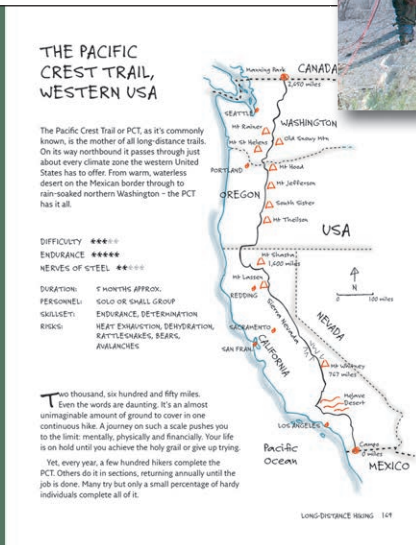 THE PACIFIC
CREST TRAIL,
WESTERN USA
The Pacific Crest Trail or PCT, as it's commonly
known, is the mother of all long-distance trails.
On its way northbound it passes through just
about every climate zone the western United
States has to offer. From warm, waterless
desert on the Mexican border through to
rain-soaked northern Washington – the PCT
has it all.
DIFFICULTY ★★★☆☆
ENDURANCE ★★★★★
NERVES OF STEEL ★★☆☆☆
DURATION: 5 MONTHS APPROX.
PERSONNEL: SOLO OR SMALL GROUP
SKILLSET: ENDURANCE, DETERMINATION
RISKS: HEAT EXHAUSTION, DEHYDRATION,
RATTLESNAKES, BEARS,
AVALANCHES
Two thousand, six hundred and fifty miles.
Even the words are daunting. It's an almost
unimaginable amount of ground to cover in one
continuous hike. A journey on such a scale pushes you
to the limit: mentally, physically and financially. Your life
is on hold until you achieve the holy grail or give up trying.
Yet, every year, a few hundred hikers complete the
PCT. Others do it in sections, returning annually until the
job is done. Many try but only a small percentage of hardy
individuals complete all of it.
Manning Park
CANADA
2,650 miles
SEATTLE
WASHINGTON
Mt Rainer
Old Snowy Mtn
Mt St Helens
PORTLAND
Mt Hood
Mt Jefferson
OREGON
South Sister
Mt Theilson
USA
Mt Shasta
1,600 miles
Mt Lassen
REDDING
N
100 miles
Sierra Nevada
NEVADA
SACRAMENTO
SAN FRAN
CALIFORNIA
Mt Whitney
767 miles
Mojave
Desert
LOS ANGELES
Pacific
Ocean
Campo
0 miles
MEXICO
LONG-DISTANCE HIKING 169